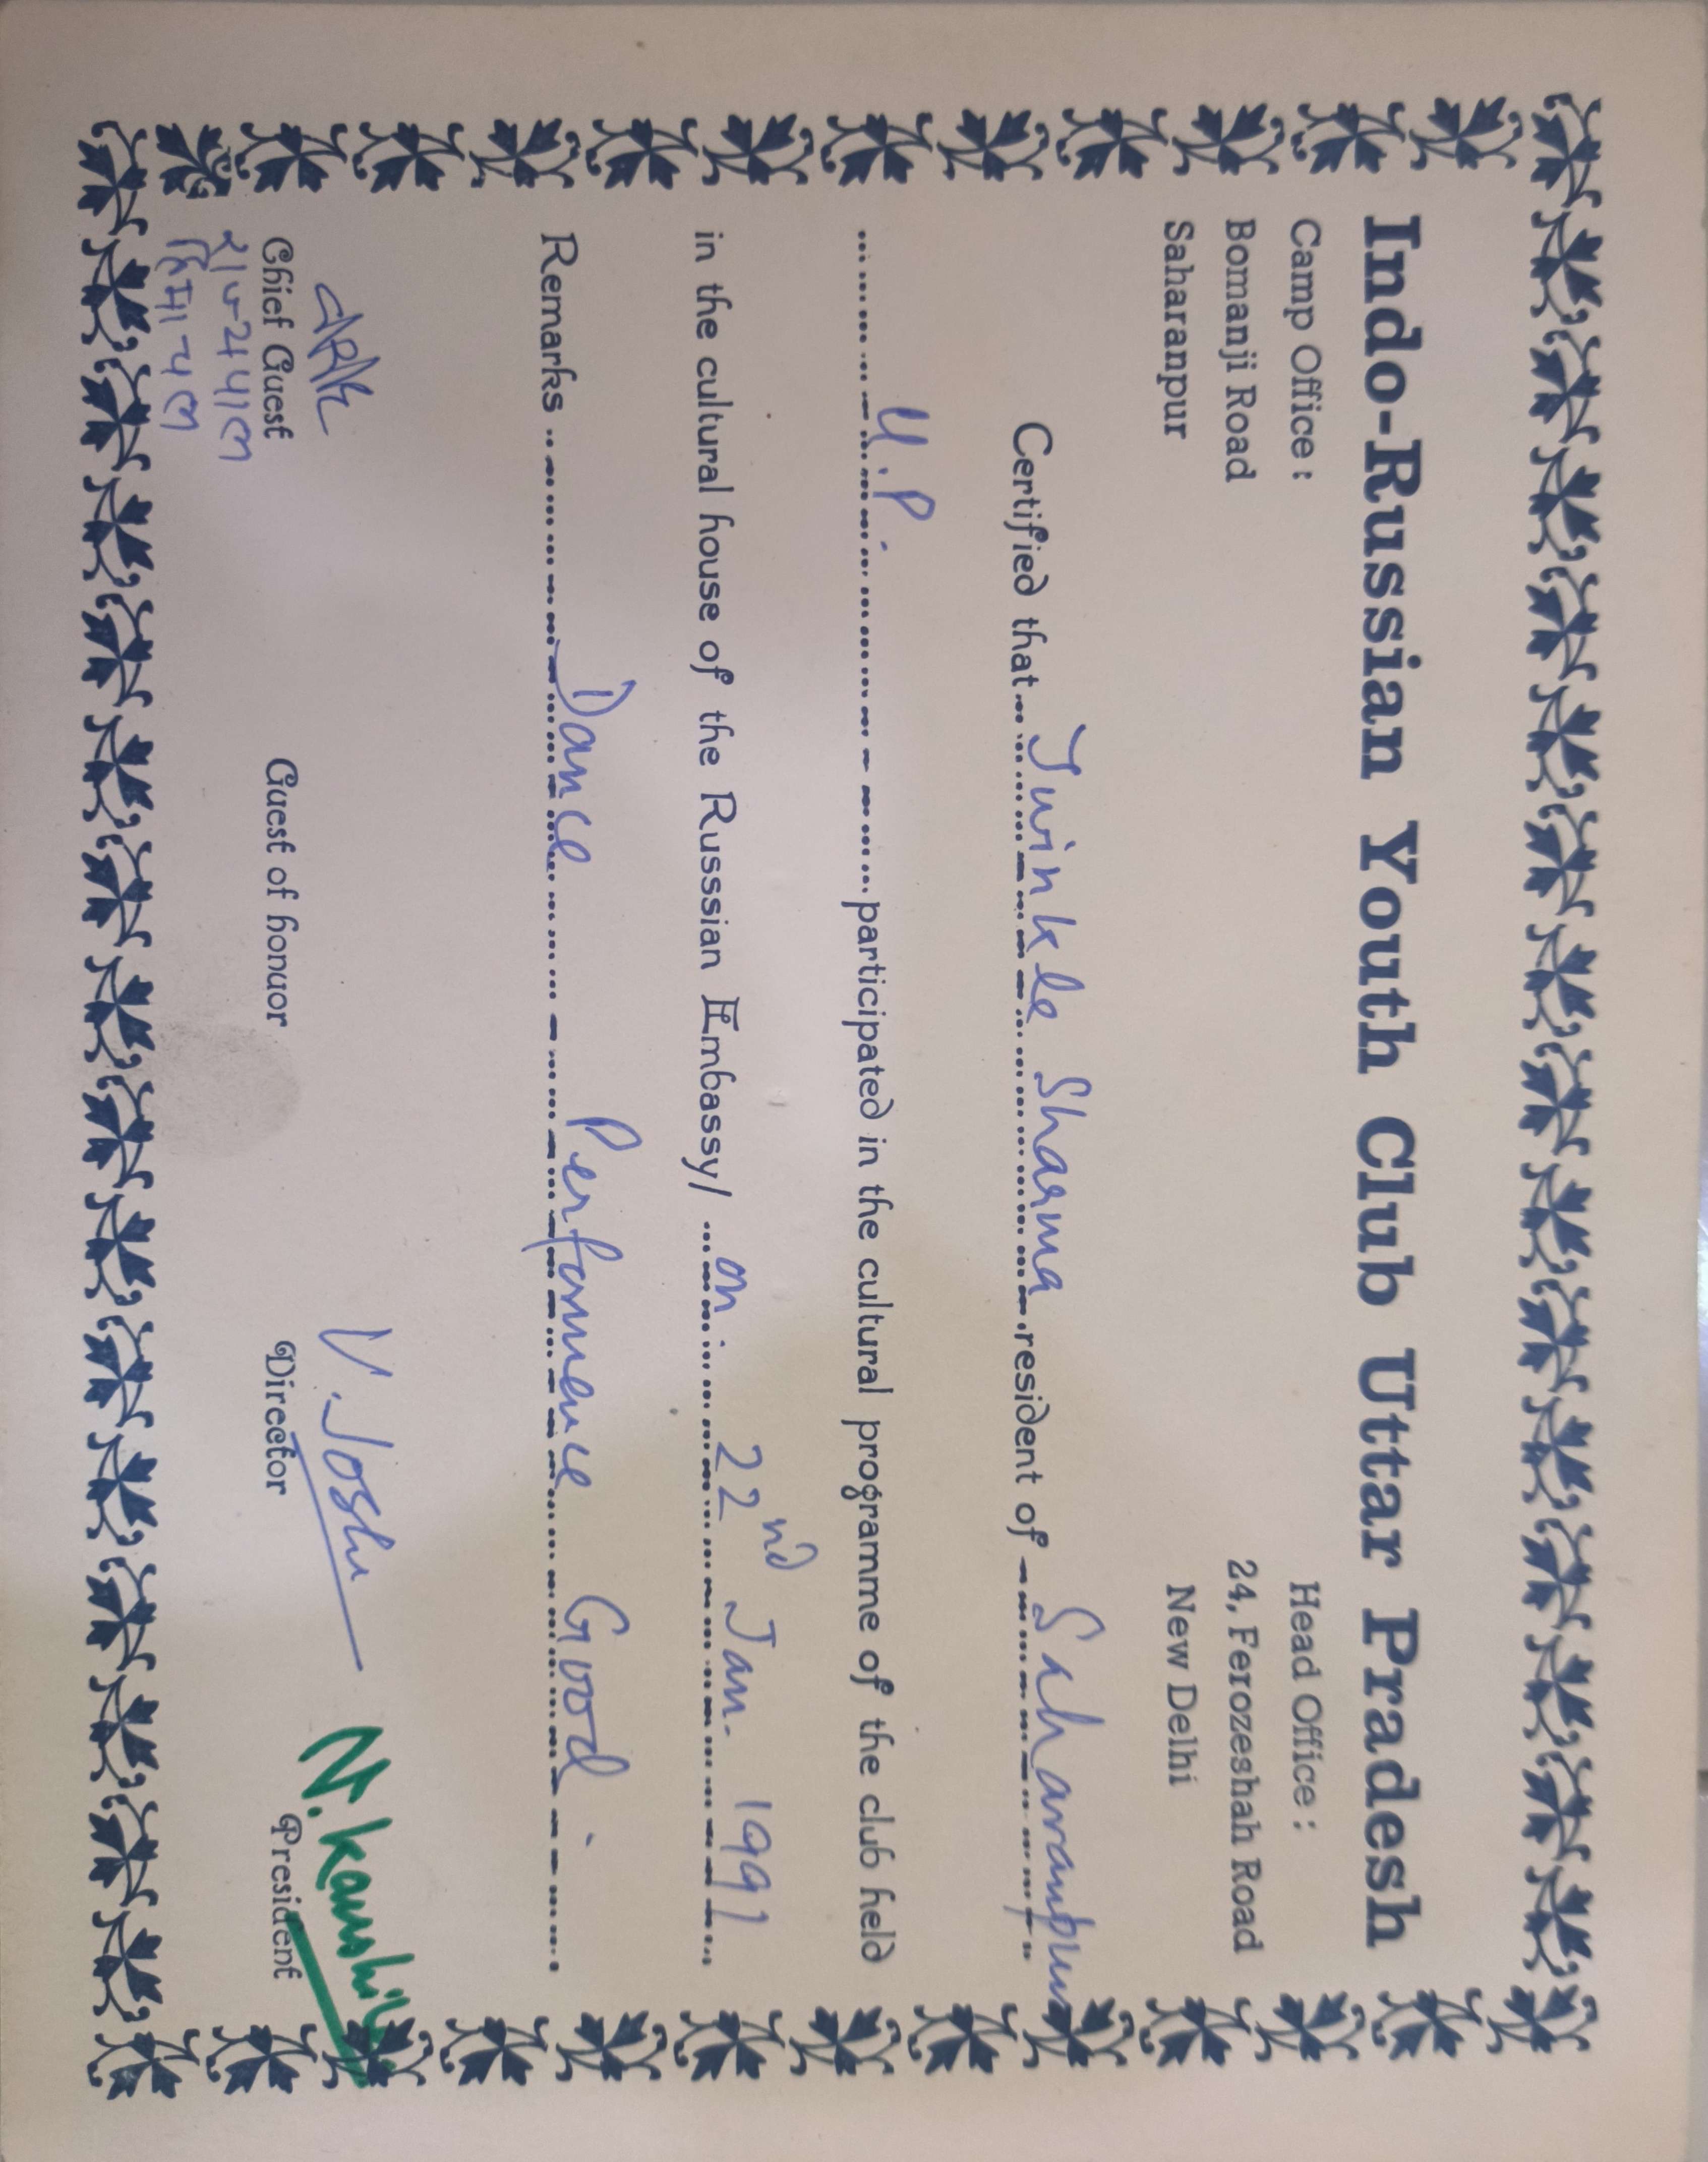 Indo-Russian Youth Club Uttar Pradesh
Camp Office :
Bomanji Road
Saharanpur
Head Office :
24, Ferozeshah Road
New Delhi
Certified that Twinkle Sharma resident of Saharanpur
U.P. participated in the cultural programme of the club held
in the cultural house of the Russsian Embassy/ on 22nd Jan. 1991
Remarks Dance Performence Good
V. Joshi N. Kaushik
Chief Guest Guest of honuor Director President
राज्यपाल
हिमाचल